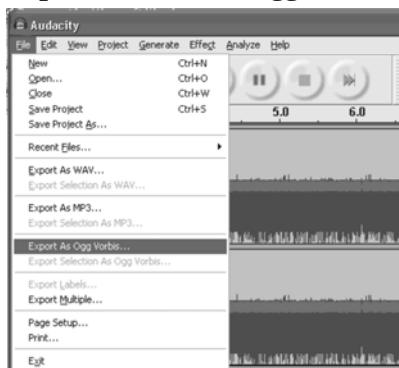 Audacity
File Edit View Project Generate Effect Analyze Help
New Ctrl+N
Open... Ctrl+O
Close Ctrl+W
Save Project Ctrl+S
Save Project As...
5.0 6.0
Recent Files...
Export As WAV...
Export Selection As WAV...
Export As MP3...
Export Selection As MP3...
Export As Ogg Vorbis...
Export Selection As Ogg Vorbis...
Export Labels...
Export Multiple...
Page Setup...
Print...
Exit